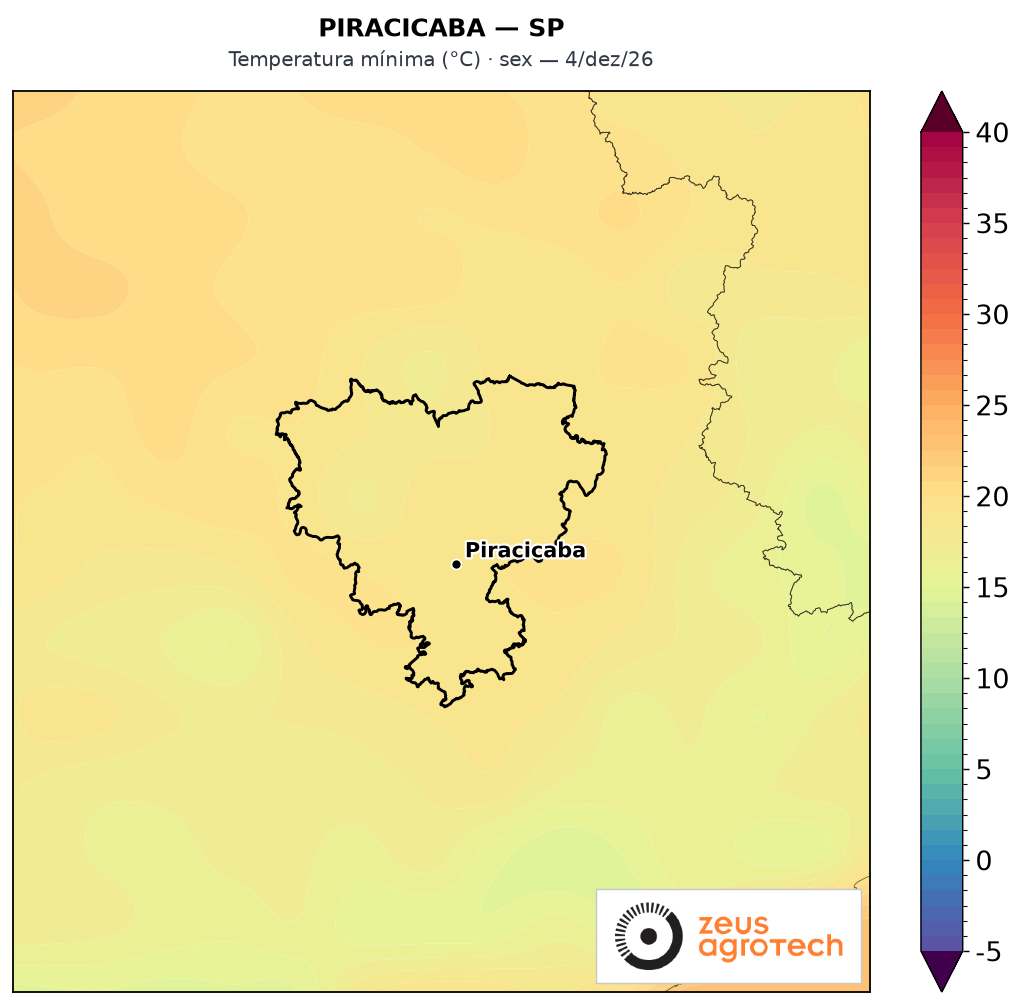 PIRACICABA — SP
Temperatura mínima (°C) · sex — 4/dez/26
40
35
30
25
20
15
10
5
0
-5
Piracicaba
zeus
agrotech